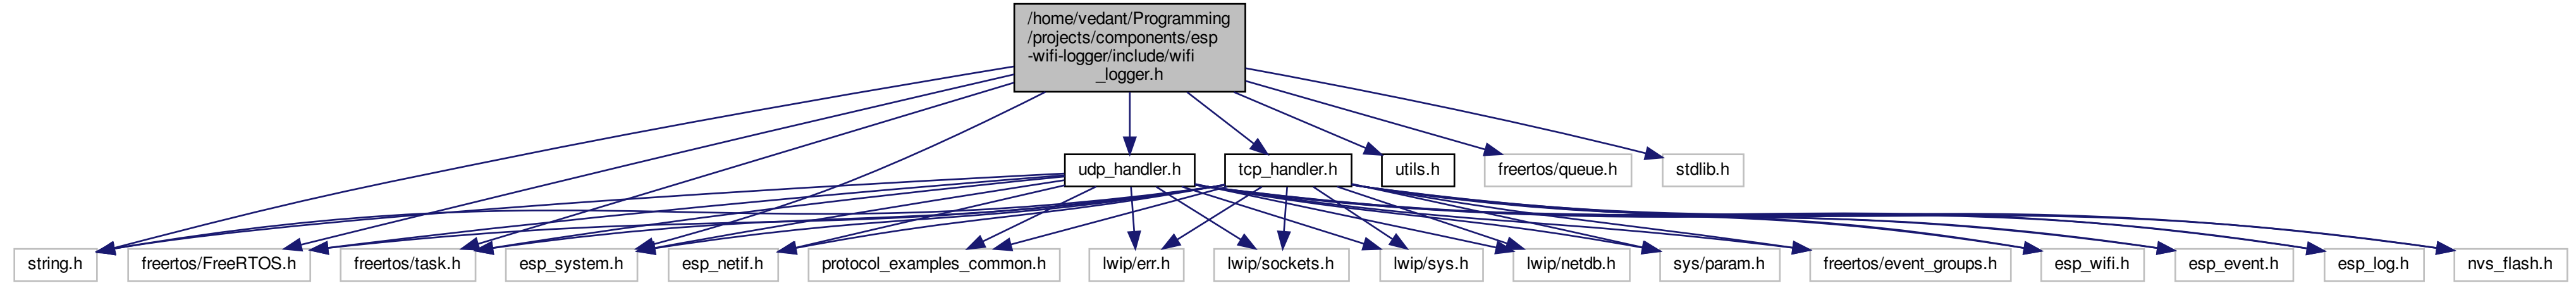 /home/vedant/Programming
/projects/components/esp
-wifi-logger/include/wifi
_logger.h
udp_handler.h
tcp_handler.h
utils.h
freertos/queue.h
stdlib.h
string.h
freertos/FreeRTOS.h
freertos/task.h
esp_system.h
esp_netif.h
protocol_examples_common.h
lwip/err.h
lwip/sockets.h
lwip/sys.h
lwip/netdb.h
sys/param.h
freertos/event_groups.h
esp_wifi.h
esp_event.h
esp_log.h
nvs_flash.h